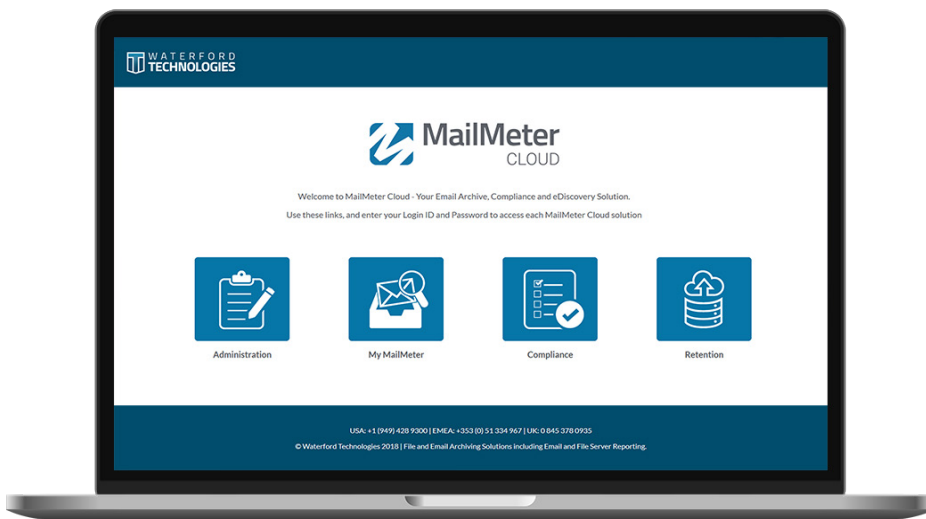 WATERFORD
TECHNOLOGIES
MailMeter
CLOUD
Welcome to MailMeter Cloud - Your Email Archive, Compliance and eDiscovery Solution.
Use these links, and enter your Login ID and Password to access each MailMeter Cloud solution
Administration
My MailMeter
Compliance
Retention
USA: +1 (949) 428 9300 | EMEA: +353 (0) 51 334 967 | UK: 0 845 378 0935
© Waterford Technologies 2018 | File and Email Archiving Solutions including Email and File Server Reporting.